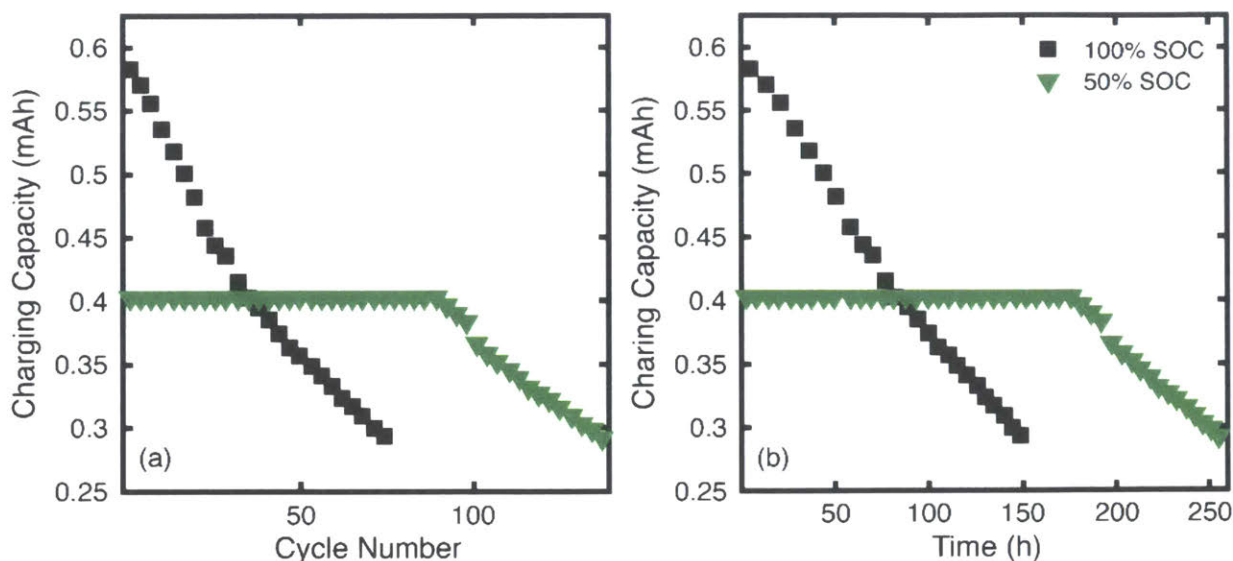 0.6
0.55
0.5
0.45
0.4
0.35
0.3
0.25
Charging Capacity (mAh)
(a)
50
100
Cycle Number
0.6
0.55
0.5
0.45
0.4
0.35
0.3
0.25
Charing Capacity (mAh)
100% SOC
50% SOC
(b)
50
100
150
200
250
Time (h)